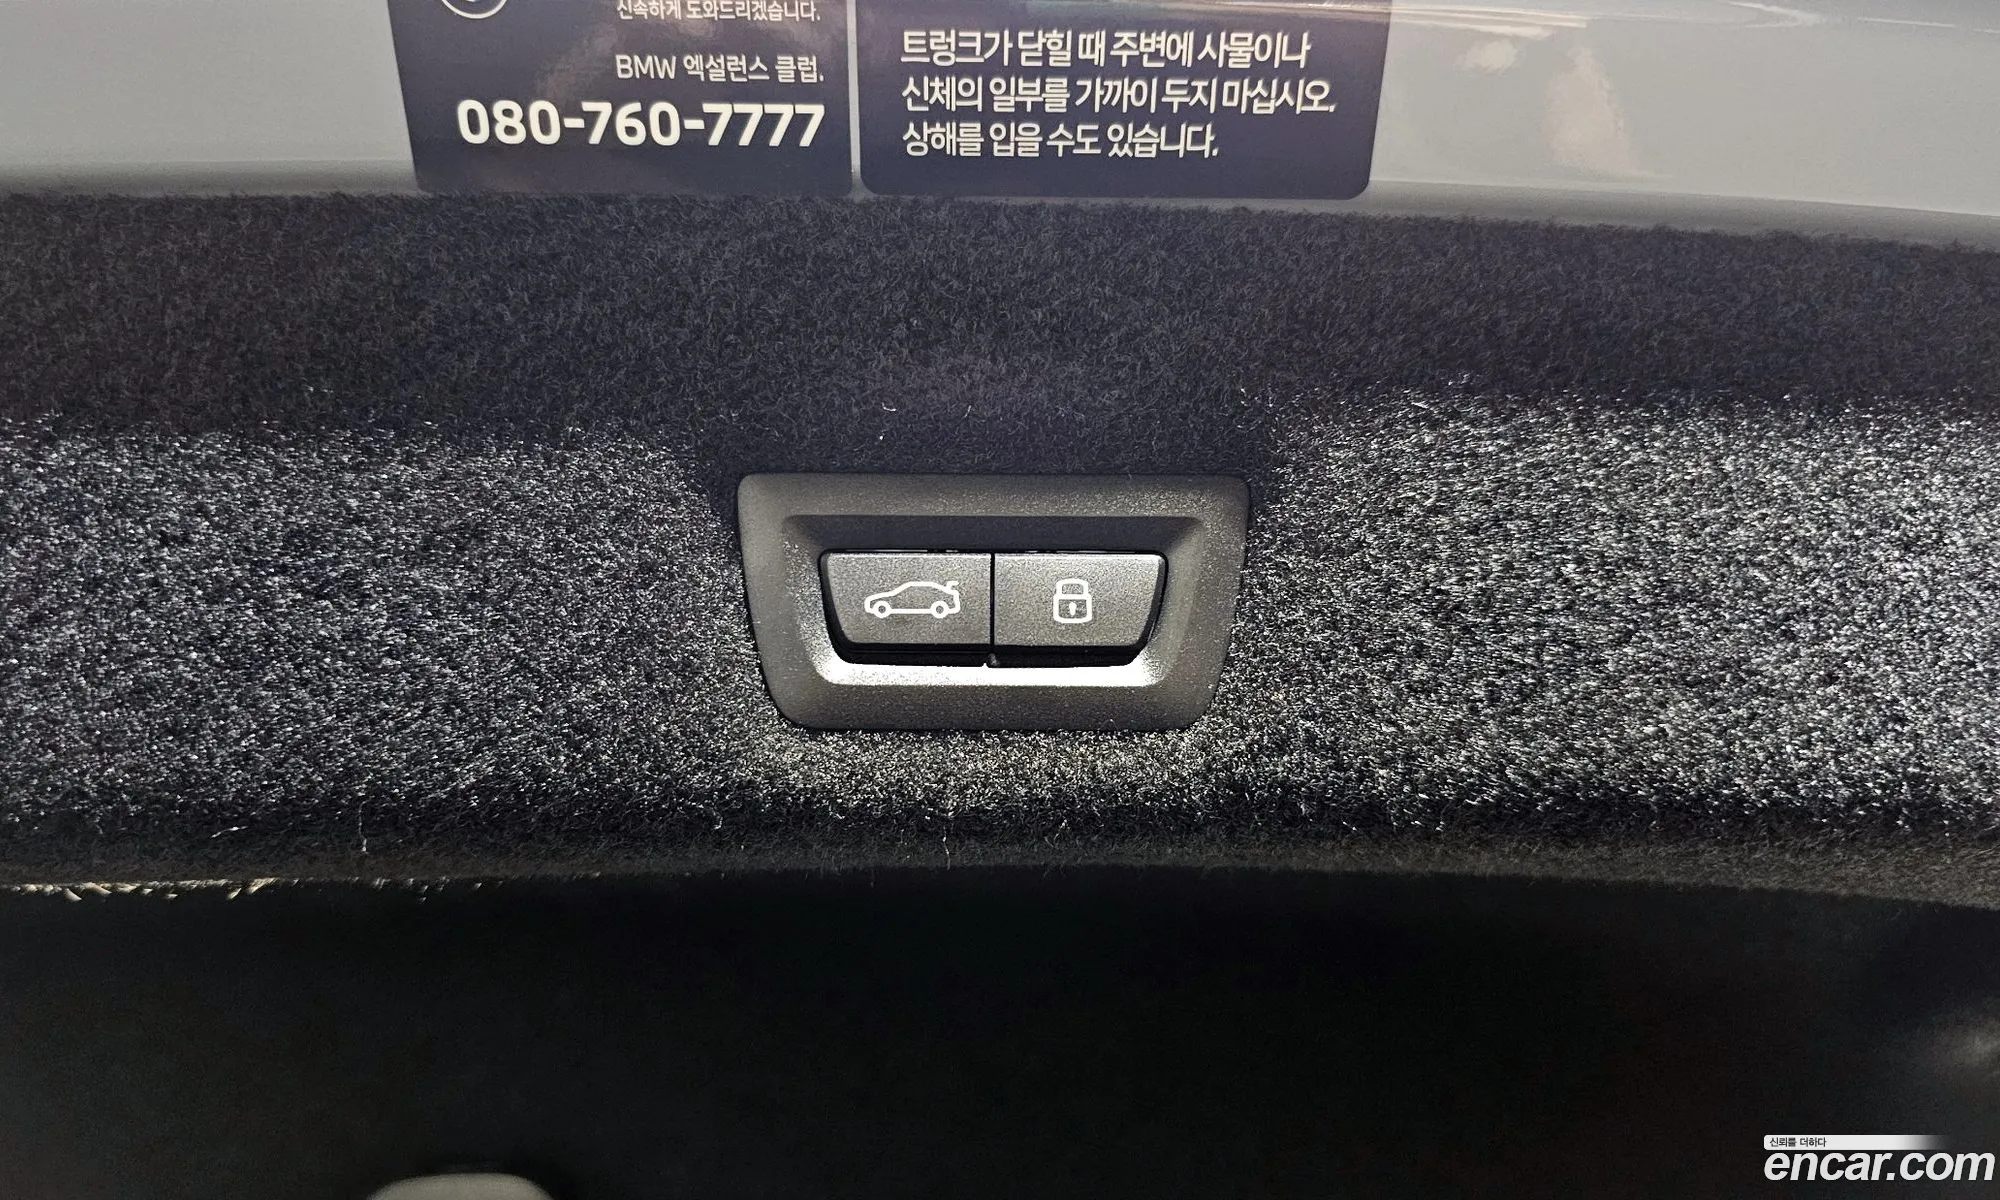 신속하게 도와드리겠습니다.
BMW 엑설런스 클럽.
080-760-7777
트렁크가 닫힐 때 주변에 사물이나
신체의 일부를 가까이 두지 마십시오.
상해를 입을 수도 있습니다.
신뢰를 더하다
encar.com